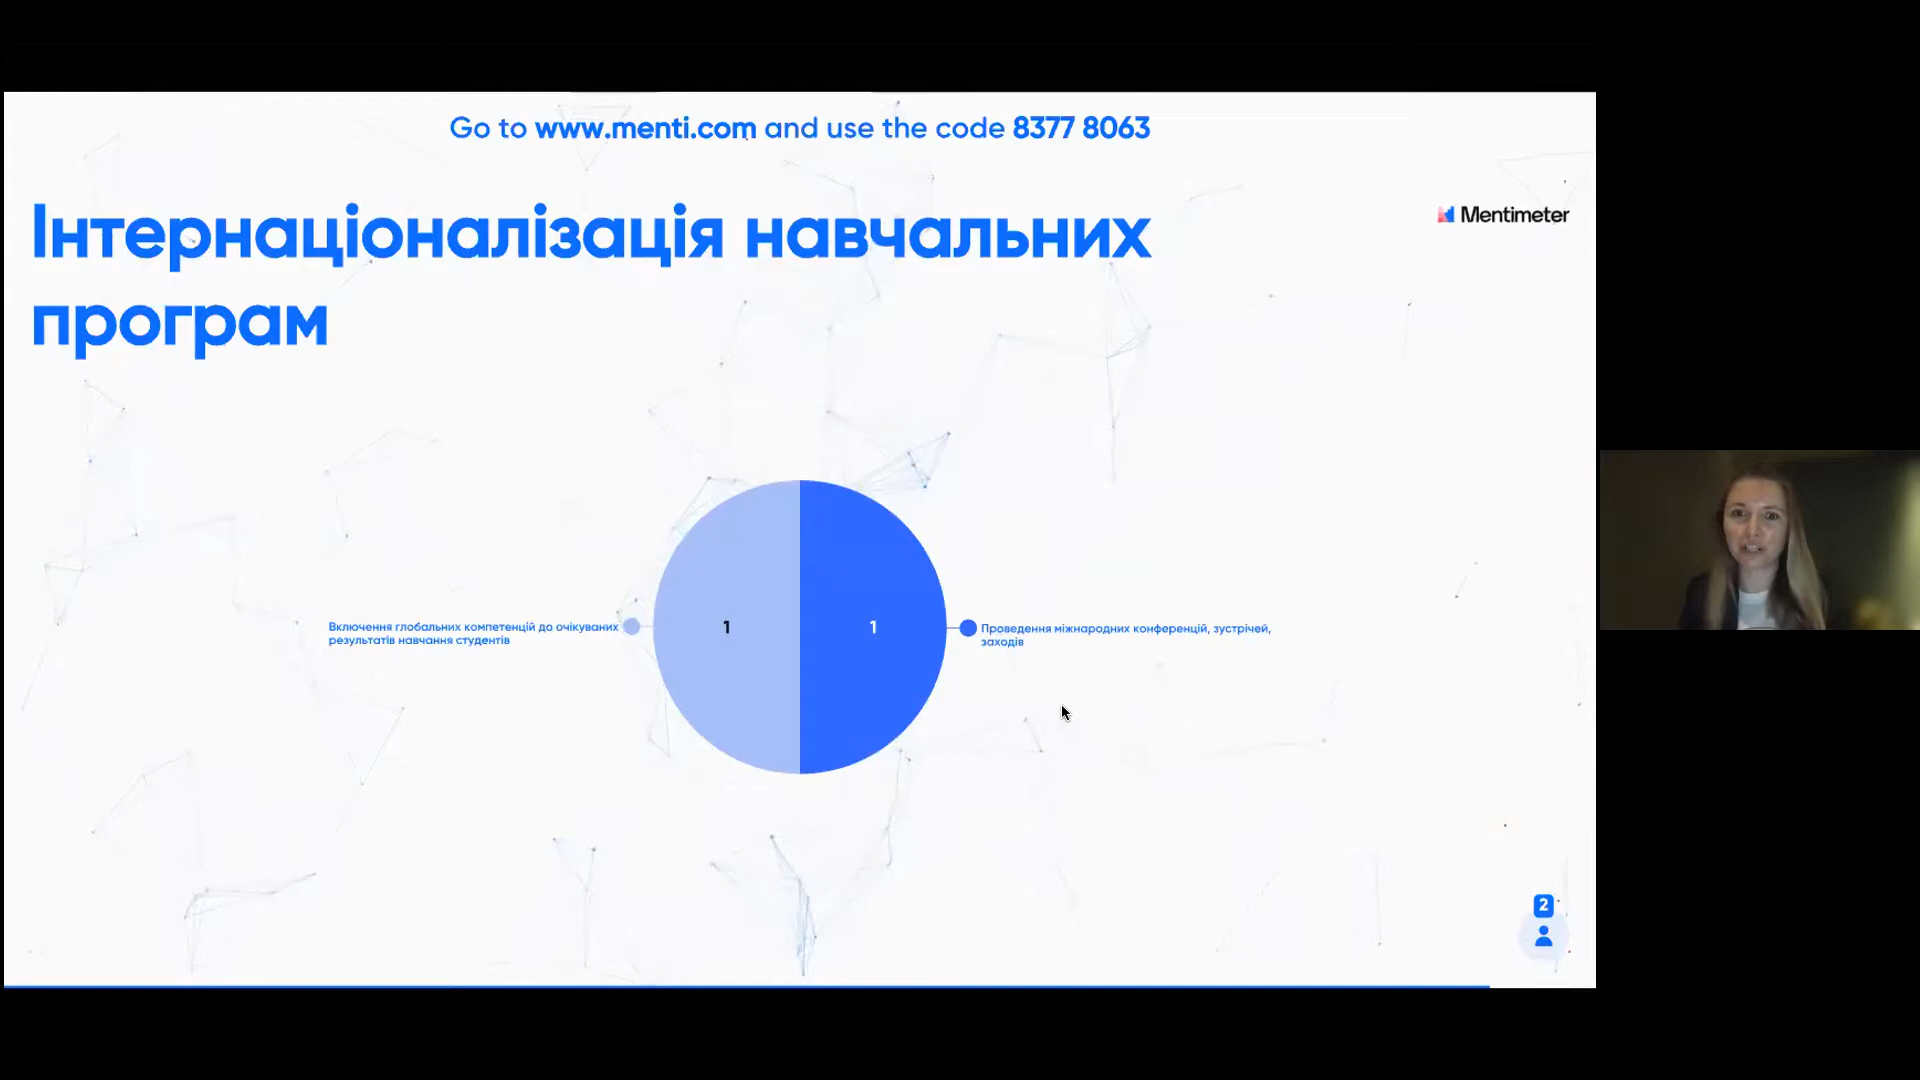 Go to www.menti.com and use the code 8377 8063
Інтернаціоналізація навчальних
програм
Mentimeter
Включення глобальних компетенцій до очікуваних
результатів навчання студентів
1
1
Проведення міжнародних конференцій, зустрічей,
заходів
2